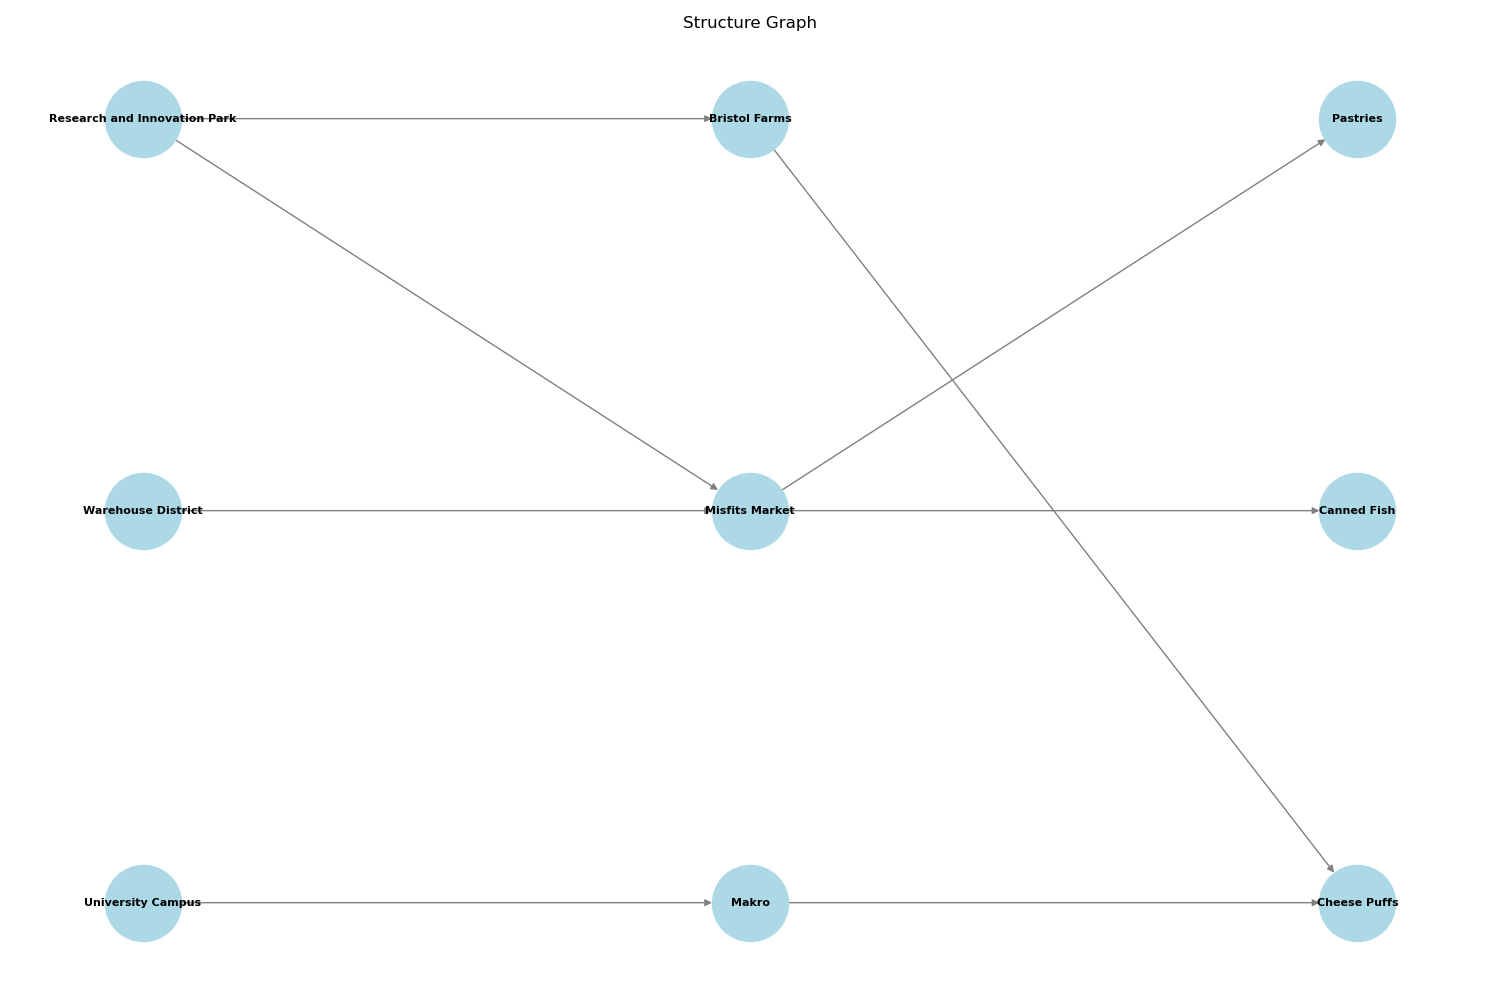 Structure Graph
Research and Innovation Park
Bristol Farms
Pastries
Warehouse District
Misfits Market
Canned Fish
University Campus
Makro
Cheese Puffs